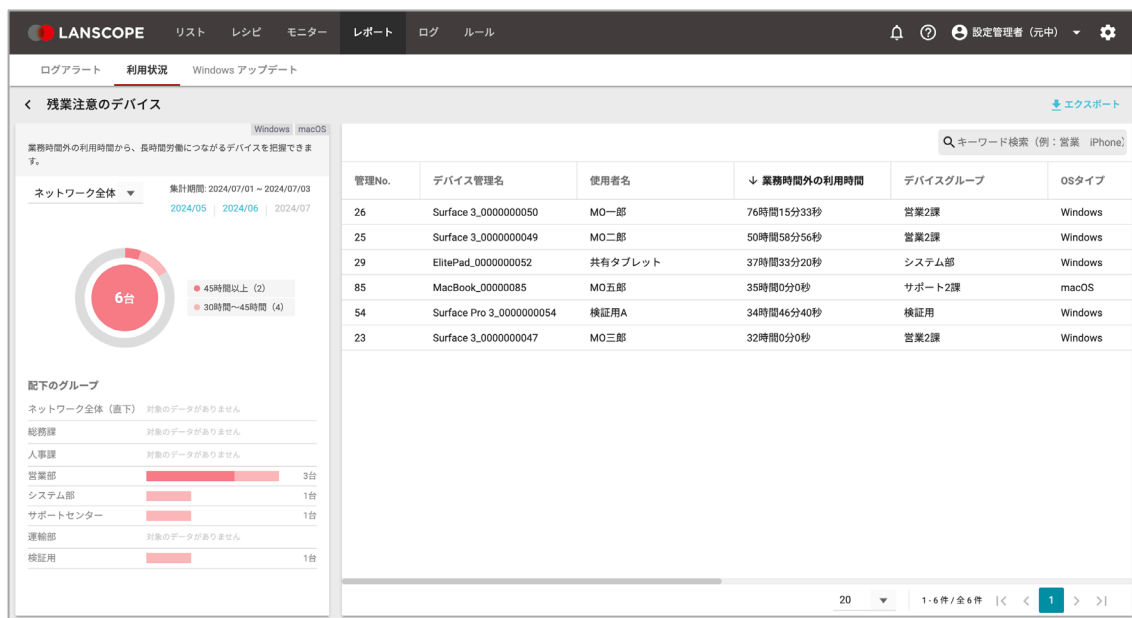 LANSCOPE リスト レシピ モニター レポート ログ ルール 設定管理者（元中）
ログアラート 利用状況 Windows アップデート
残業注意のデバイス エクスポート
Windows macOS
業務時間外の利用時間から、長時間労働につながるデバイスを把握できま
す。
ネットワーク全体
集計期間: 2024/07/01 ~ 2024/07/03
2024/05 2024/06 2024/07
6台
45時間以上（2）
30時間〜45時間（4）
配下のグループ
ネットワーク全体（直下） 対象のデータがありません
総務課 対象のデータがありません
人事課 対象のデータがありません
営業部 3台
システム部 1台
サポートセンター 1台
運輸部 対象のデータがありません
検証用 1台
キーワード検索（例：営業 iPhone）
管理No. デバイス管理名 使用者名 業務時間外の利用時間 デバイスグループ OSタイプ
26 Surface 3_0000000050 MO一郎 76時間15分33秒 営業2課 Windows
25 Surface 3_0000000049 MO二郎 50時間58分56秒 営業2課 Windows
29 ElitePad_0000000052 共有タブレット 37時間33分20秒 システム部 Windows
85 MacBook_00000085 MO五郎 35時間0分0秒 サポート2課 macOS
54 Surface Pro 3_0000000054 検証用A 34時間46分40秒 検証用 Windows
23 Surface 3_0000000047 MO三郎 32時間0分0秒 営業2課 Windows
20 1-6件/全6件 1